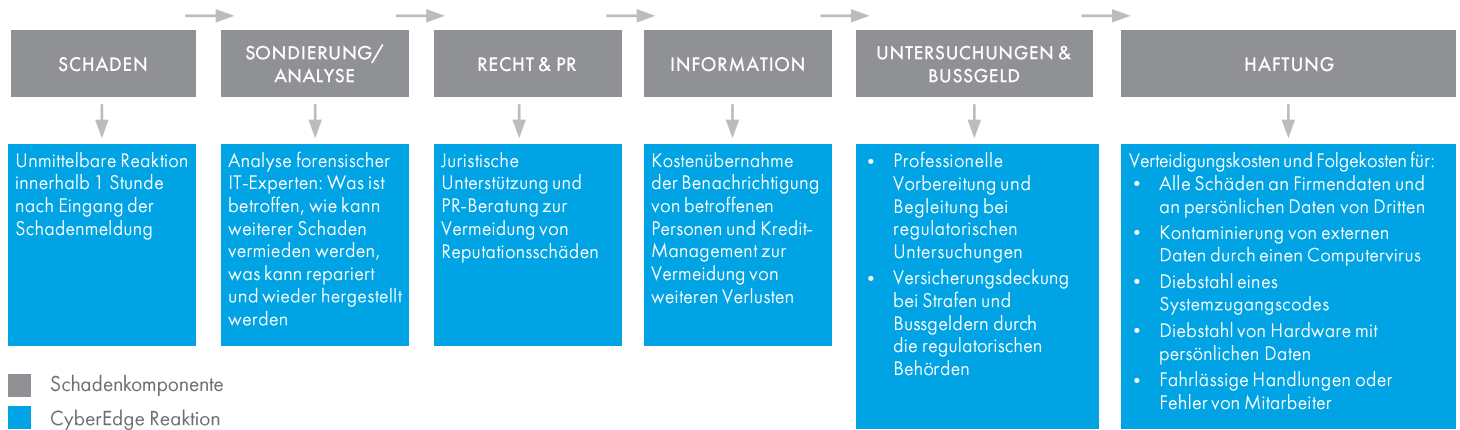 SCHADEN
SONDIERUNG/
ANALYSE
RECHT & PR
INFORMATION
UNTERSUCHUNGEN &
BUSSGELD
HAFTUNG
Unmittelbare Reaktion
innerhalb 1 Stunde
nach Eingang der
Schadenmeldung
Analyse forensischer
IT-Experten: Was ist
betroffen, wie kann
weiterer Schaden
vermieden werden,
was kann repariert
und wieder hergestellt
werden
Juristische
Unterstützung und
PR-Beratung zur
Vermeidung von
Reputationsschäden
Kostenübernahme
der Benachrichtigung
von betroffenen
Personen und Kredit-
Management zur
Vermeidung von
weiteren Verlusten
• Professionelle
Vorbereitung und
Begleitung bei
regulatorischen
Untersuchungen
• Versicherungsdeckung
bei Strafen und
Bussgeldern durch
die regulatorischen
Behörden
Verteidigungskosten und Folgekosten für:
• Alle Schäden an Firmendaten und
an persönlichen Daten von Dritten
• Kontaminierung von externen
Daten durch einen Computervirus
• Diebstahl eines
Systemzugangscodes
• Diebstahl von Hardware mit
persönlichen Daten
• Fahrlässige Handlungen oder
Fehler von Mitarbeiter
Schadenkomponente
CyberEdge Reaktion